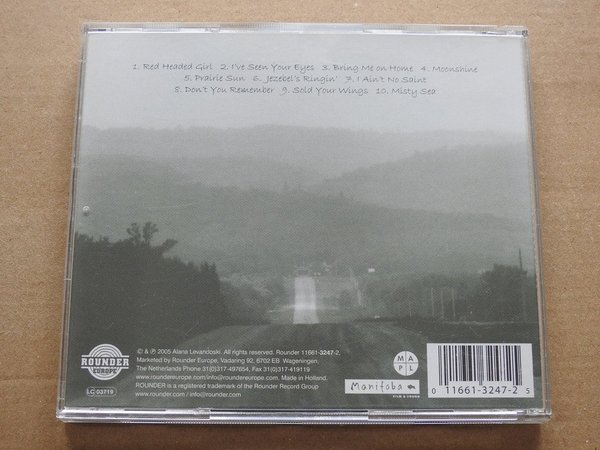 1. Red Headed Girl 2. I've Seen Your Eyes 3. Bring Me on Home 4. Moonshine
5. Prairie Sun 6. Jezebel's Ringin' 7. I Ain't No Saint
8. Don't You Remember 9. Sold Your Wings 10. Misty Sea
ROUNDER
EUROPE
LC 03719
© & ℗ 2005 Alana Levandoski. All rights reserved. Rounder 11661-3247-2,
Marketed by Rounder Europe, Vadaring 92, 6702 EB Wageningen,
The Netherlands Phone 31(0)317-497654, Fax 31(0)317-419119
www.roundereurope.com/info@roundereurope.com. Made in Holland.
ROUNDER is a registered trademark of the Rounder Record Group
www.rounder.com / info@rounder.com
M A
P L
Manitoba
FILM & SOUND
0 11661-3247-2 5